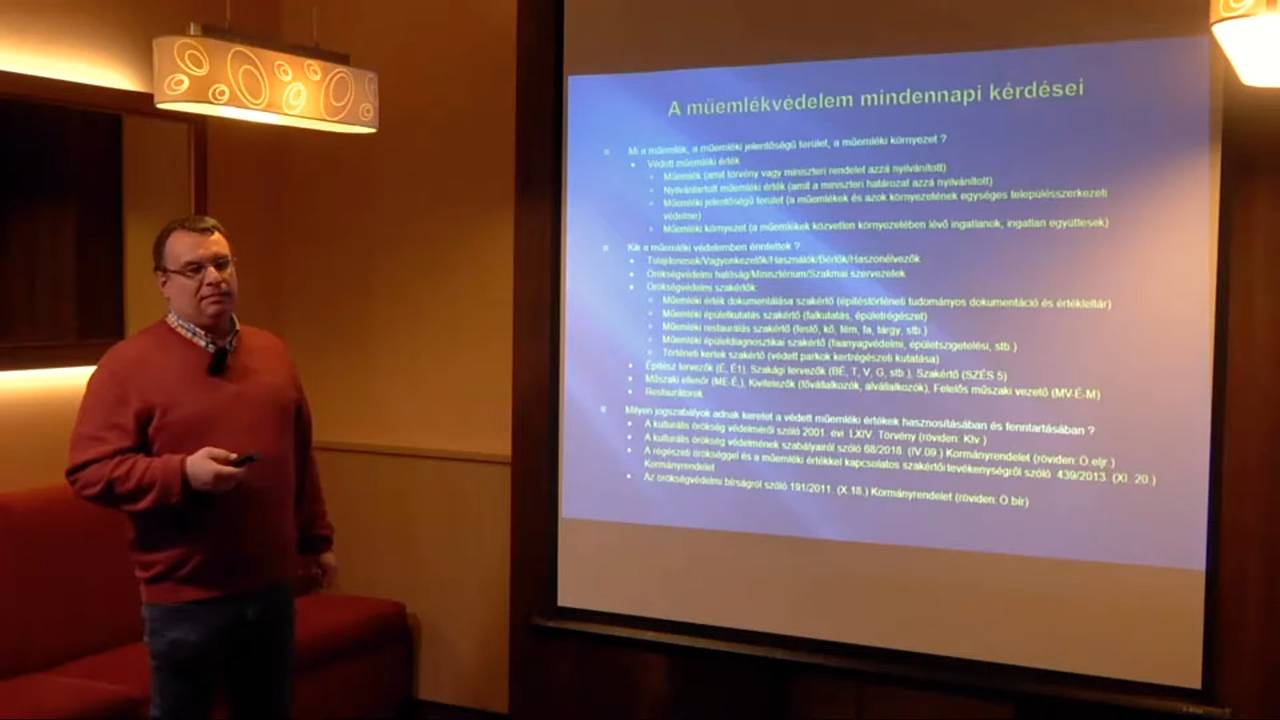 A műemlékvédelem mindennapi kérdései
Mi a műemlék, a műemléki jelentőségű terület, a műemléki környezet ?
Védett műemléki érték
Műemlék (amit törvény vagy miniszteri rendelet azzá nyilvánított)
Nyilvántartott műemléki érték (amit a miniszteri határozat azzá nyilvánított)
Műemléki jelentőségű terület (a műemlékek és azok környezetének egységes településszerkezeti
védelme)
Műemléki környezet (a műemlékek közvetlen környezetében lévő ingatlanok, ingatlan együttesek)
Kik a műemléki védelemben érintettek ?
Tulajdonosok/Vagyonkezelők/Használók/Bérlők/Haszonélvezők
Örökségvédelmi hatóság/Minisztérium/Szakmai szervezetek
Örökségvédelmi szakértők:
Műemléki érték dokumentálása szakértő (építéstörténeti tudományos dokumentáció és értékleltár)
Műemléki épületkutatás szakértő (falkutatás, épületrégészet)
Műemléki restaurálás szakértő (festő, kő, fém, fa, tárgy, stb.)
Műemléki épületdiagnosztikai szakértő (faanyagvédelmi, épületszigetelési, stb.)
Történeti kertek szakértő (védett parkok kertrégészeti kutatása)
Építész tervezők (É, É1), Szakági tervezők (BÉ, T, V, G, stb.), Szakértő (SZÉS 5)
Műszaki ellenőr (ME-É,), Kivitelezők (fővállalkozók, alvállalkozók), Felelős műszaki vezető (MV-É-M)
Restaurátorok
Milyen jogszabályok adnak keretet a védett műemléki értékek hasznosításában és fenntartásában ?
A kulturális örökség védelméről szóló 2001. évi LXIV. Törvény (röviden: Ktv.)
A kulturális örökség védelmének szabályairól szóló 68/2018. (IV.09.) Kormányrendelet (röviden: Ö.eljr.)
A régészeti örökséggel és a műemléki értékkel kapcsolatos szakértői tevékenységről szóló 439/2013. (XI. 20.)
Kormányrendelet
Az örökségvédelmi bírságról szóló 191/2011. (X.18.) Kormányrendelet (röviden: Ö.bír)